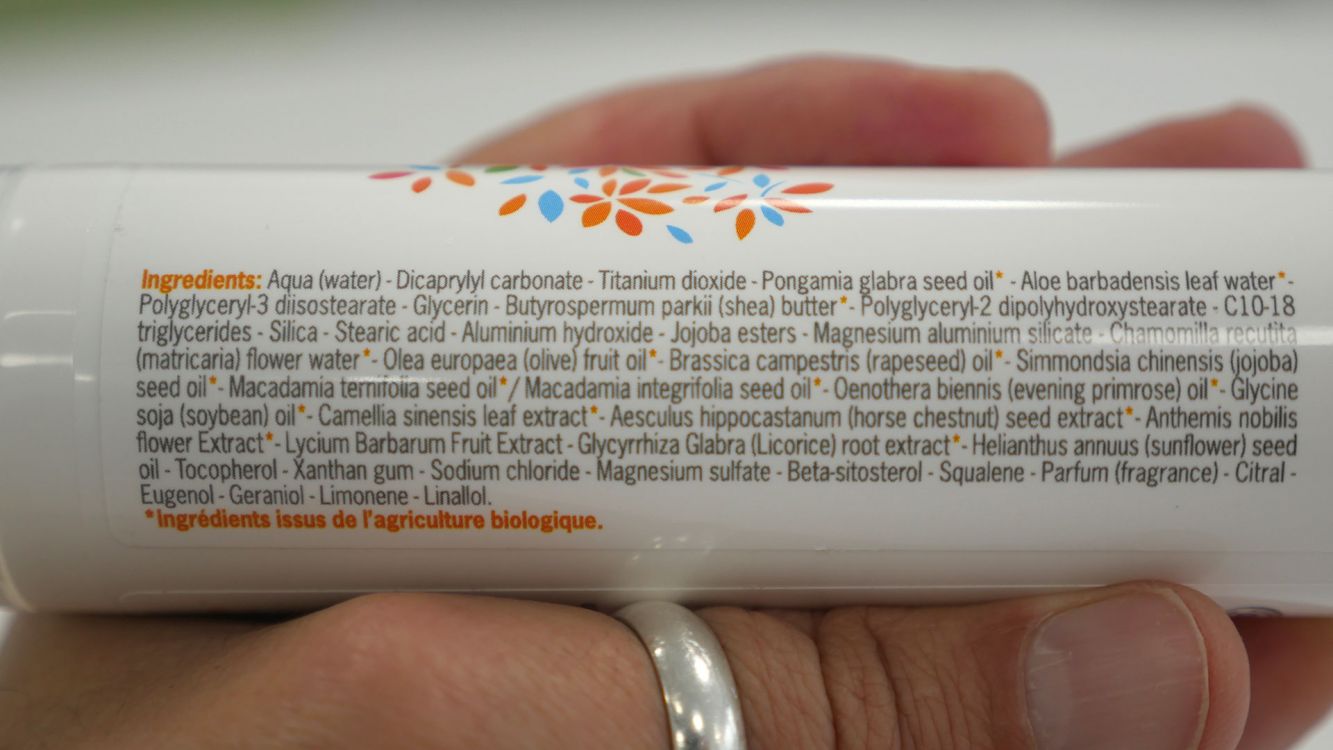 Ingredients: Aqua (water) - Dicaprylyl carbonate - Titanium dioxide - Pongamia glabra seed oil* - Aloe barbadensis leaf water*-
Polyglyceryl-3 diisostearate - Glycerin - Butyrospermum parkii (shea) butter*- Polyglyceryl-2 dipolyhydroxystearate - C10-18
triglycerides - Silica - Stearic acid - Aluminium hydroxide - Jojoba esters - Magnesium aluminium silicate - Chamomilla recutita
(matricaria) flower water*- Olea europaea (olive) fruit oil*- Brassica campestris (rapeseed) oil*- Simmondsia chinensis (jojoba)
seed oil*- Macadamia ternifolia seed oil*/ Macadamia integrifolia seed oil*- Oenothera biennis (evening primrose) oil*- Glycine
soja (soybean) oil*- Camellia sinensis leaf extract*- Aesculus hippocastanum (horse chestnut) seed extract*- Anthemis nobilis
flower Extract*- Lycium Barbarum Fruit Extract - Glycyrrhiza Glabra (Licorice) root extract*- Helianthus annuus (sunflower) seed
oil - Tocopherol - Xanthan gum - Sodium chloride - Magnesium sulfate - Beta-sitosterol - Squalene - Parfum (fragrance) - Citral -
Eugenol - Geraniol - Limonene - Linallol.
*Ingrédients issus de l'agriculture biologique.